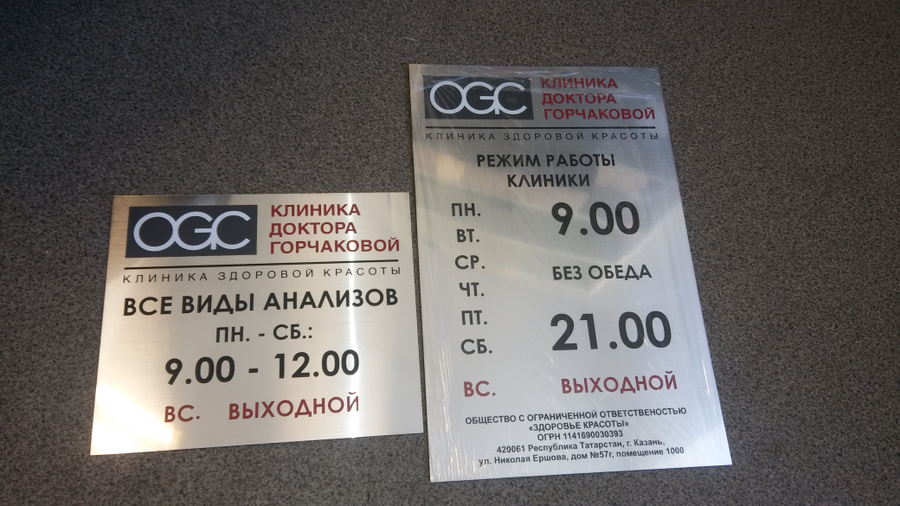 OGC
КЛИНИКА
ДОКТОРА
ГОРЧАКОВОЙ
КЛИНИКА ЗДОРОВОЙ КРАСОТЫ
ВСЕ ВИДЫ АНАЛИЗОВ
ПН. - СБ.:
9.00 - 12.00
ВС. ВЫХОДНОЙ
OGC
КЛИНИКА
ДОКТОРА
ГОРЧАКОВОЙ
КЛИНИКА ЗДОРОВОЙ КРАСОТЫ
РЕЖИМ РАБОТЫ
КЛИНИКИ
ПН. 9.00
ВТ.
СР. БЕЗ ОБЕДА
ЧТ.
ПТ. 21.00
СБ.
ВС. ВЫХОДНОЙ
ОБЩЕСТВО С ОГРАНИЧЕННОЙ ОТВЕТСТВЕНОСТЬЮ
«ЗДОРОВЬЕ КРАСОТЫ»
ОГРН 1141690030393
420061 Республика Татарстан, г. Казань,
ул. Николая Ершова, дом №57г, помещение 1000